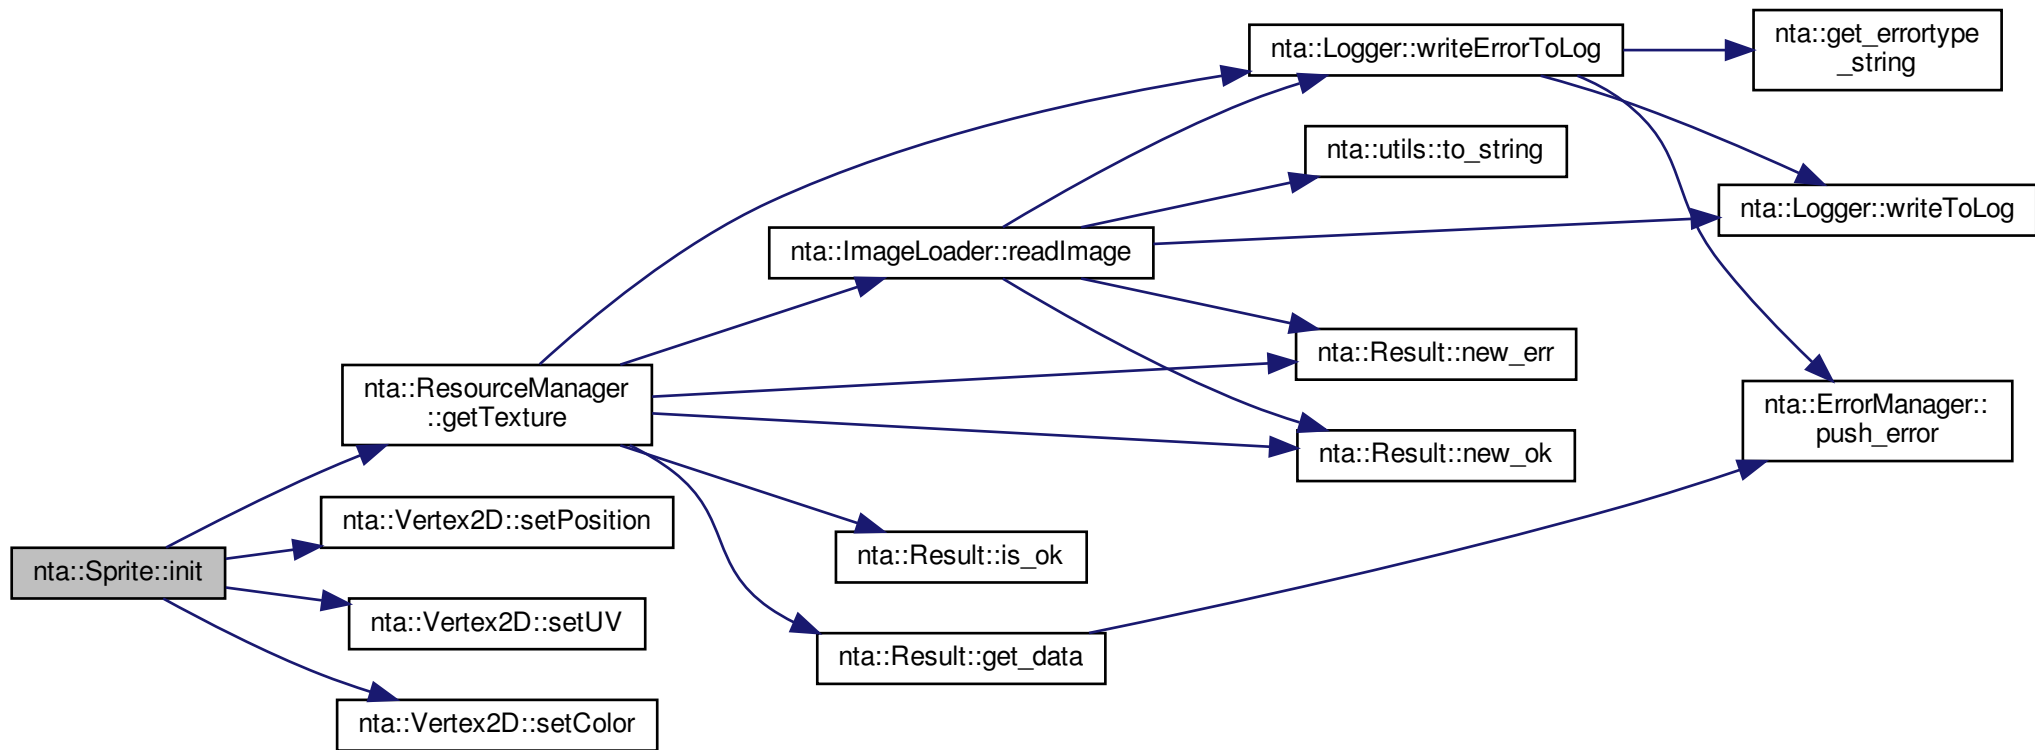 nta::Logger::writeErrorToLog
nta::get_errortype
_string
nta::utils::to_string
nta::Logger::writeToLog
nta::ImageLoader::readImage
nta::Result::new_err
nta::ResourceManager
::getTexture
nta::ErrorManager::
push_error
nta::Result::new_ok
nta::Vertex2D::setPosition
nta::Result::is_ok
nta::Sprite::init
nta::Vertex2D::setUV
nta::Result::get_data
nta::Vertex2D::setColor